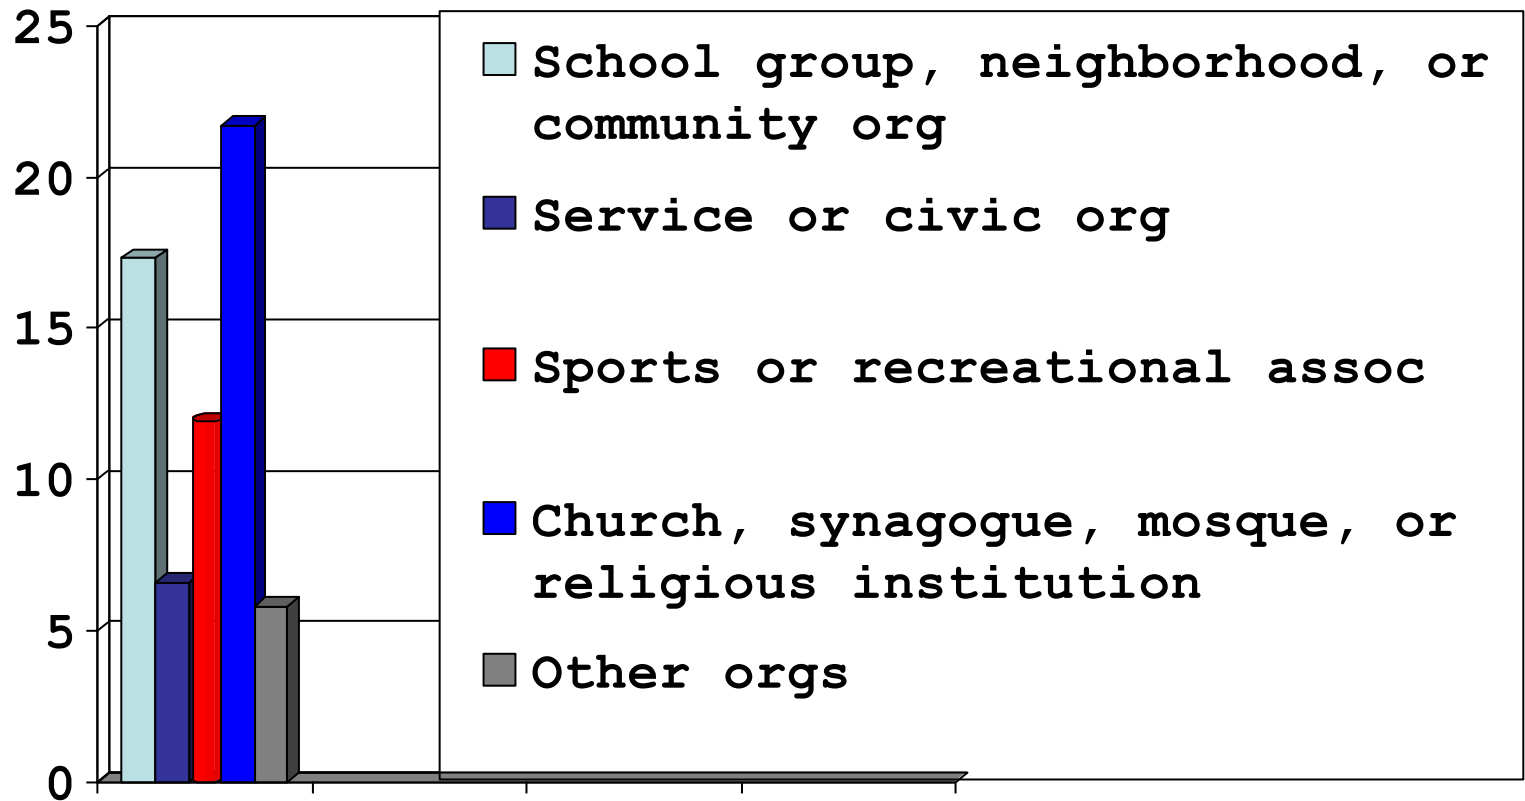 25
20
15
10
5
0
School group, neighborhood, or
community org
Service or civic org
Sports or recreational assoc
Church, synagogue, mosque, or
religious institution
Other orgs